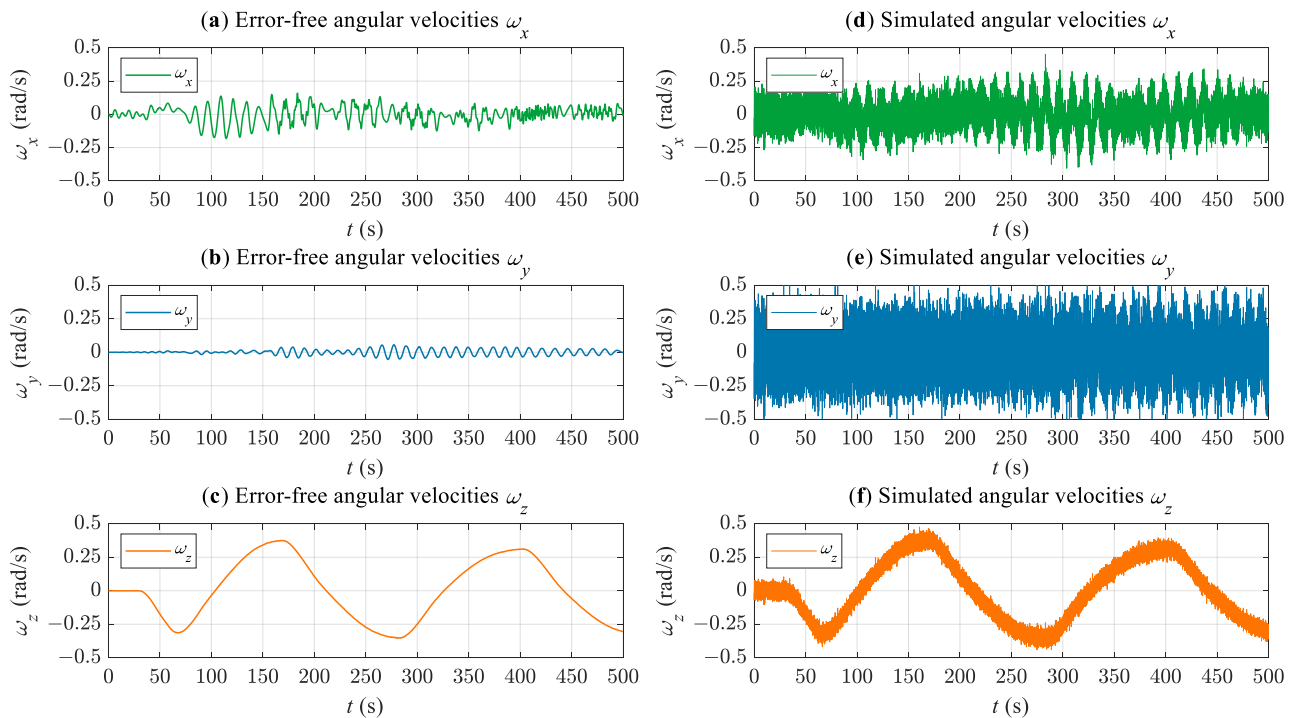 (a) Error-free angular velocities ωx
0.5
0.25
0
−0.25
−0.5
ωx (rad/s)
ωx
0 50 100 150 200 250 300 350 400 450 500
t (s)
(d) Simulated angular velocities ωx
0.5
0.25
0
−0.25
−0.5
ωx (rad/s)
ωx
0 50 100 150 200 250 300 350 400 450 500
t (s)
(b) Error-free angular velocities ωy
0.5
0.25
0
−0.25
−0.5
ωy (rad/s)
ωy
0 50 100 150 200 250 300 350 400 450 500
t (s)
(e) Simulated angular velocities ωy
0.5
0.25
0
−0.25
−0.5
ωy (rad/s)
ωy
0 50 100 150 200 250 300 350 400 450 500
t (s)
(c) Error-free angular velocities ωz
0.5
0.25
0
−0.25
−0.5
ωz (rad/s)
ωz
0 50 100 150 200 250 300 350 400 450 500
t (s)
(f) Simulated angular velocities ωz
0.5
0.25
0
−0.25
−0.5
ωz (rad/s)
ωz
0 50 100 150 200 250 300 350 400 450 500
t (s)